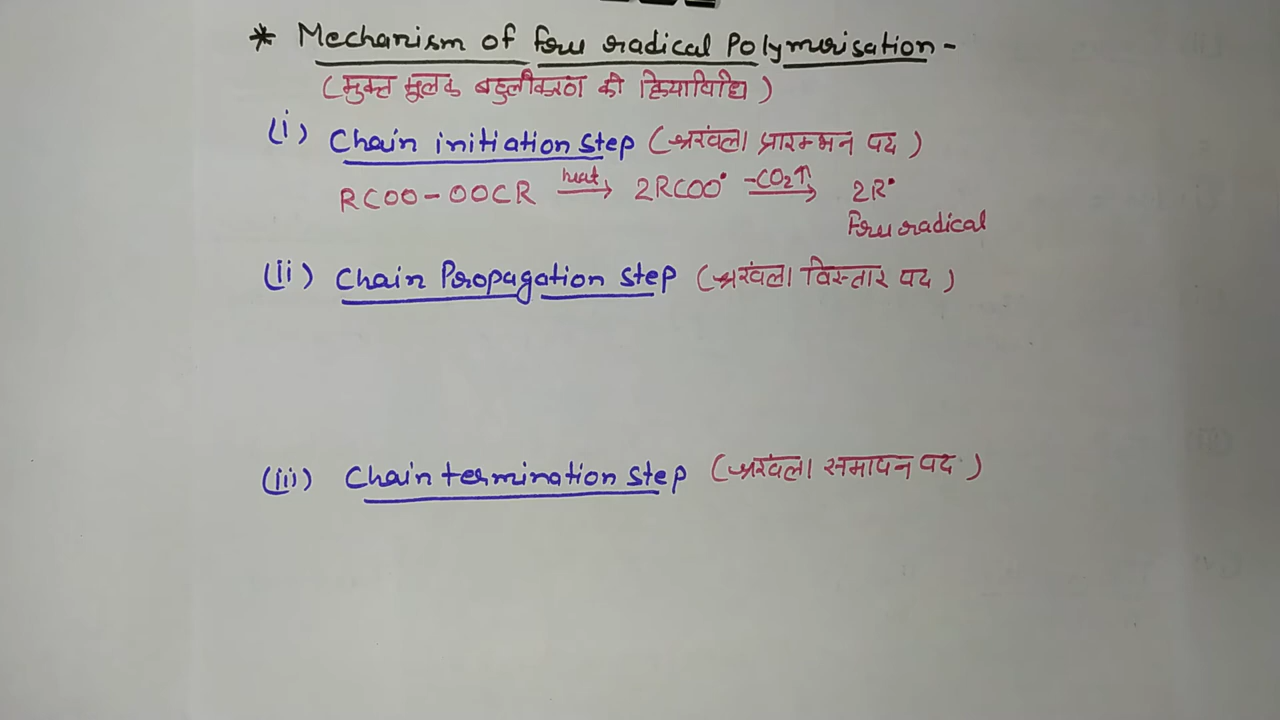 * Mechanism of free radical Polymerisation -
(मुक्त मूलक बहुलीकरण की क्रियाविधि)
(i) Chain initiation step (श्रृंखला प्रारम्भन पद)
RCOO-OOCR heat→ 2RCOO• -CO2↑→ 2R•
Free radical
(ii) Chain Propagation step (श्रृंखला विस्तार पद)
(iii) Chain termination step (श्रृंखला समापन पद)